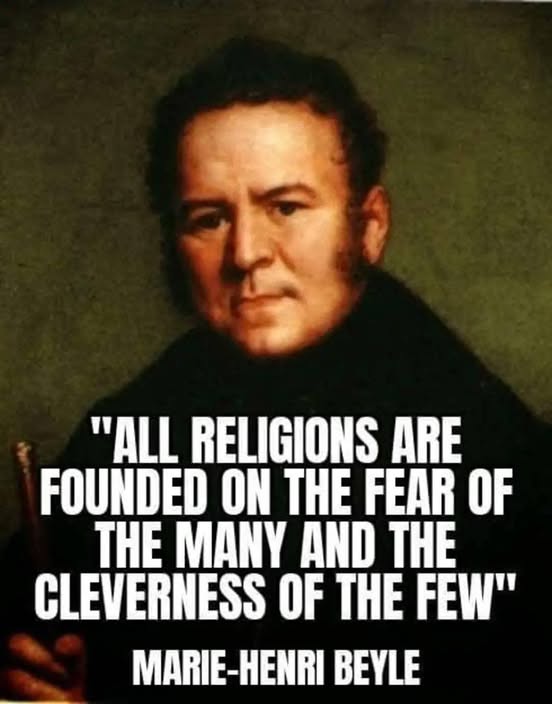 "ALL RELIGIONS ARE
FOUNDED ON THE FEAR OF
THE MANY AND THE
CLEVERNESS OF THE FEW"
MARIE-HENRI BEYLE